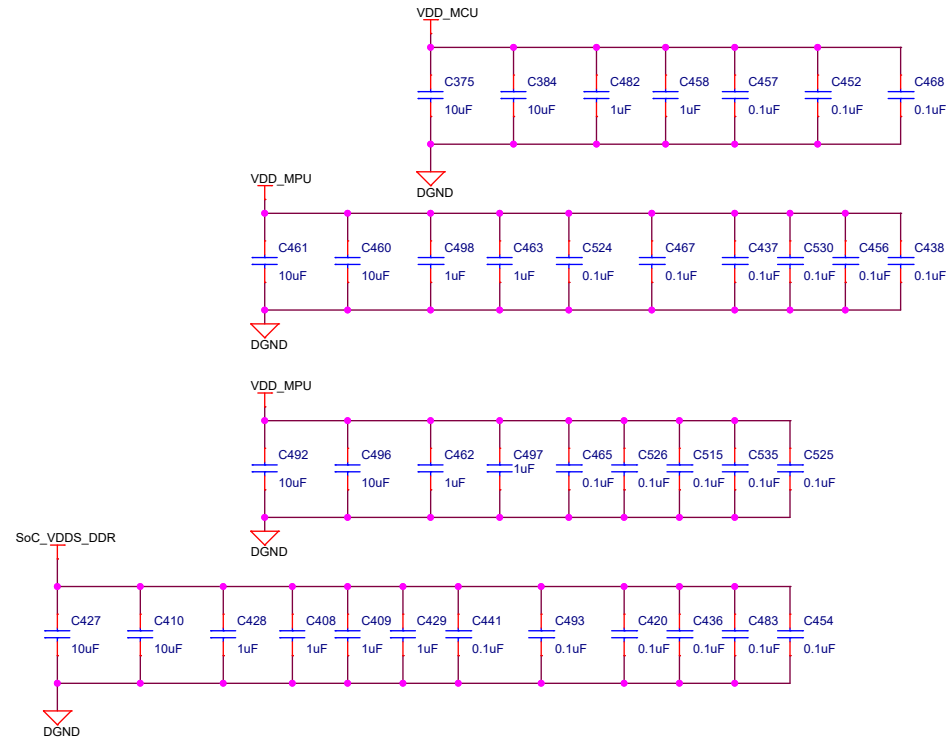 VDD_MCU
C375 C384 C482 C458 C457 C452 C468
10uF 10uF 1uF 1uF 0.1uF 0.1uF 0.1uF
DGND
VDD_MPU
C461 C460 C498 C463 C524 C467 C437 C530 C456 C438
10uF 10uF 1uF 1uF 0.1uF 0.1uF 0.1uF 0.1uF 0.1uF 0.1uF
DGND
VDD_MPU
C492 C496 C462 C497 C465 C526 C515 C535 C525
10uF 10uF 1uF 1uF 0.1uF 0.1uF 0.1uF 0.1uF 0.1uF
DGND
SoC_VDDS_DDR
C427 C410 C428 C408 C409 C429 C441 C493 C420 C436 C483 C454
10uF 10uF 1uF 1uF 1uF 1uF 0.1uF 0.1uF 0.1uF 0.1uF 0.1uF 0.1uF
DGND